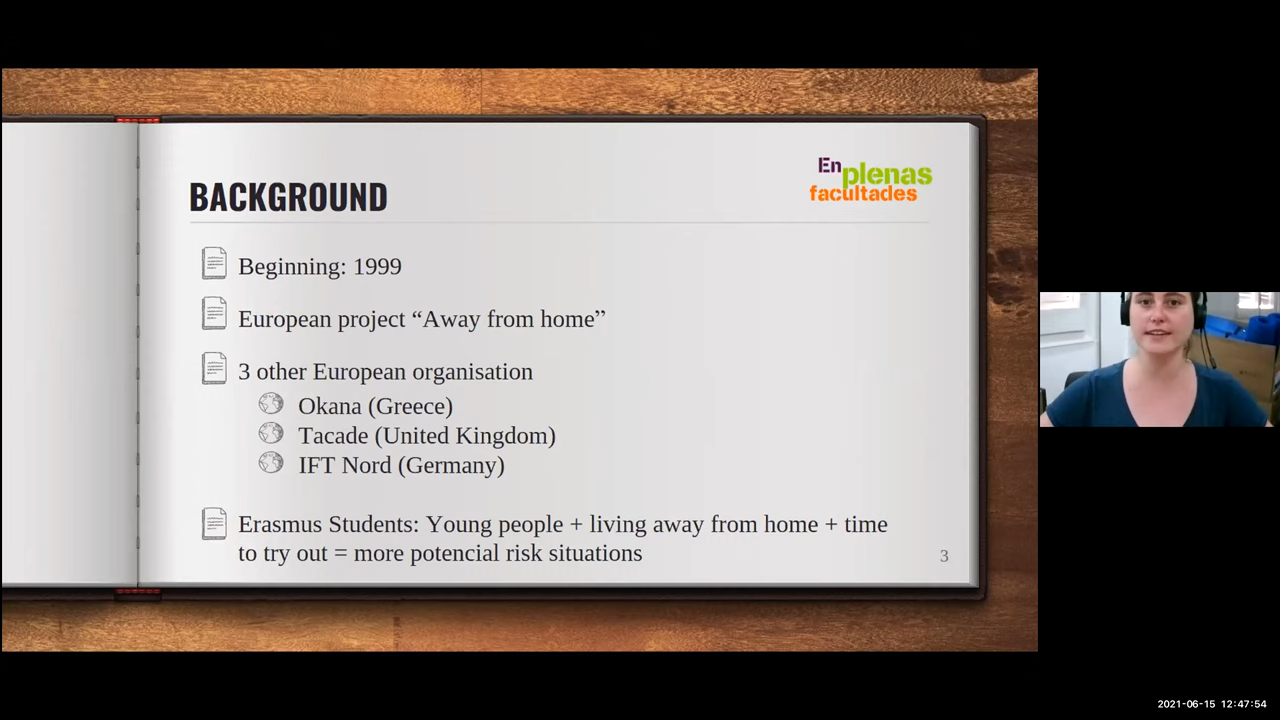 BACKGROUND
En
plenas
facultades
Beginning: 1999
European project “Away from home”
3 other European organisation
Okana (Greece)
Tacade (United Kingdom)
IFT Nord (Germany)
Erasmus Students: Young people + living away from home + time
to try out = more potencial risk situations
3
2021-06-15 12:47:54